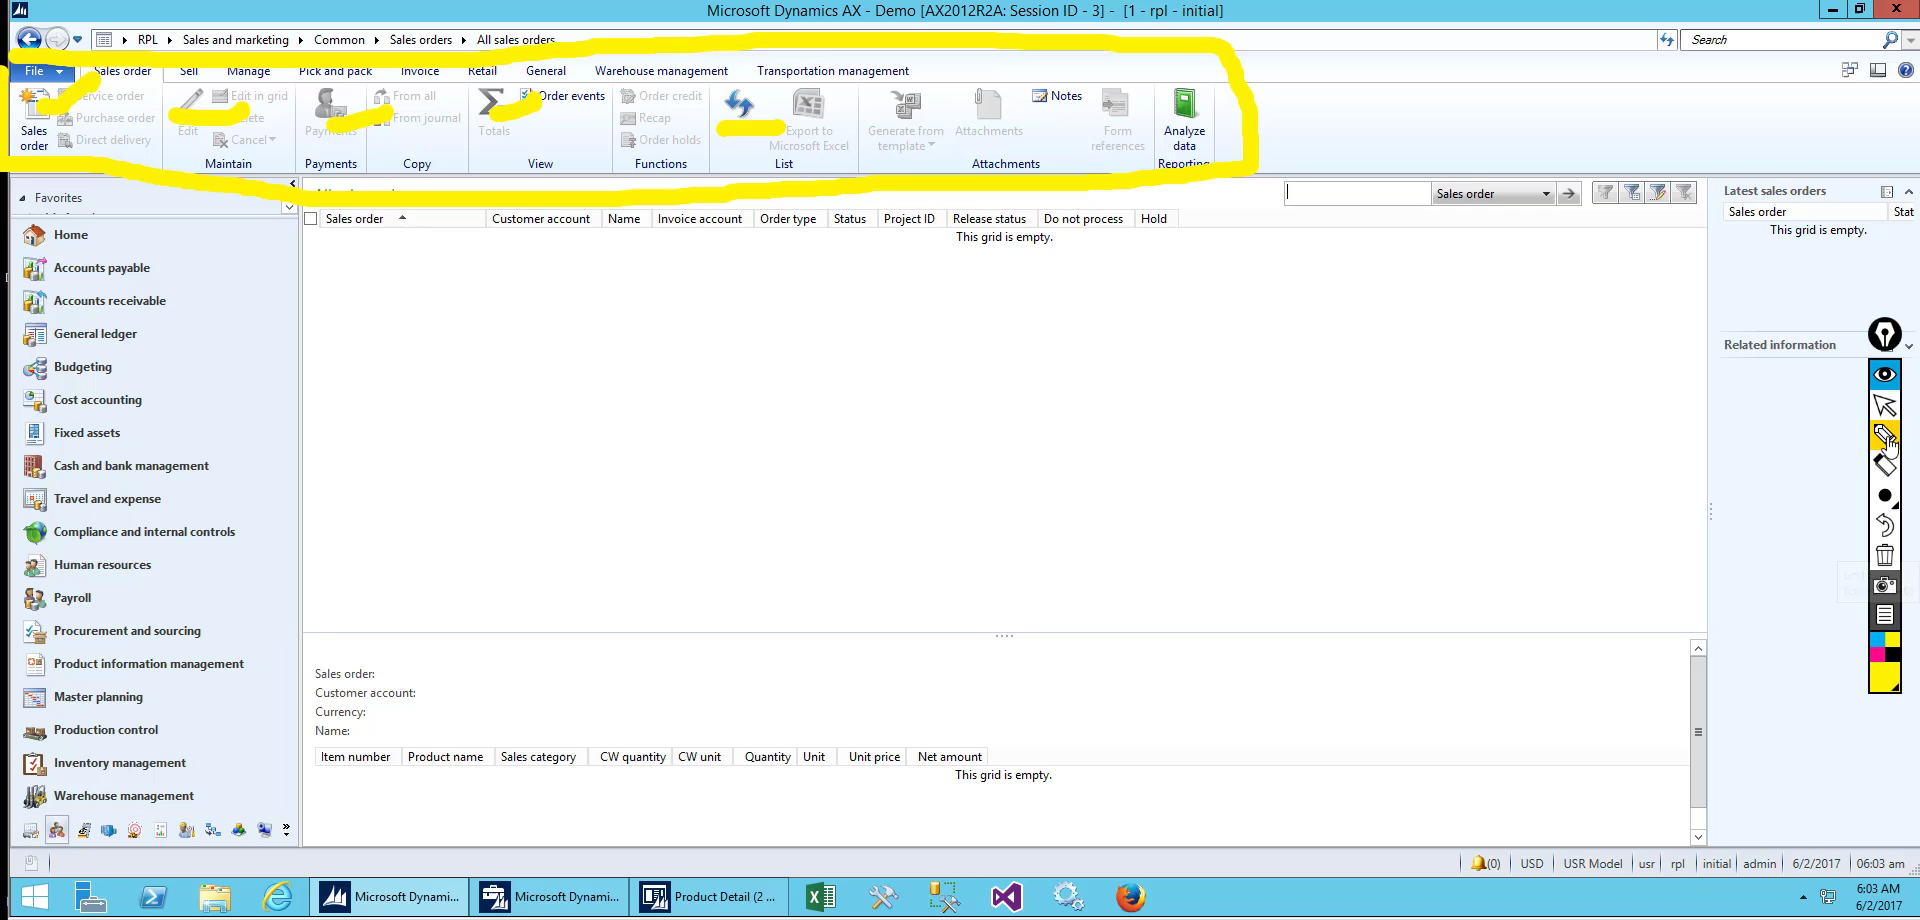 Microsoft Dynamics AX - Demo [AX2012R2A: Session ID - 3] - [1 - rpl - initial]
RPL Sales and marketing Common Sales orders All sales orders Search
File Sales order Sell Manage Pick and pack Invoice Retail General Warehouse management Transportation management
Service order Edit in grid From all Order events Order credit Notes
Purchase order From journal Recap
Sales order Direct delivery Edit Cancel Payments Totals Order holds Export to Microsoft Excel Generate from template Attachments Form references Analyze data
Maintain Payments Copy View Functions List Attachments Reporting
Favorites
Sales order
Latest sales orders
Sales order Stat
This grid is empty.
Sales order Customer account Name Invoice account Order type Status Project ID Release status Do not process Hold
This grid is empty.
Home
Accounts payable
Accounts receivable
General ledger
Related information
Budgeting
Cost accounting
Fixed assets
Cash and bank management
Travel and expense
Compliance and internal controls
Human resources
Payroll
Procurement and sourcing
Product information management
Master planning
Production control
Inventory management
Warehouse management
Sales order:
Customer account:
Currency:
Name:
Item number Product name Sales category CW quantity CW unit Quantity Unit Unit price Net amount
This grid is empty.
(0) USD USR Model usr rpl initial admin 6/2/2017 06:03 am
Microsoft Dynami... Microsoft Dynami... Product Detail (2 ...
6:03 AM
6/2/2017